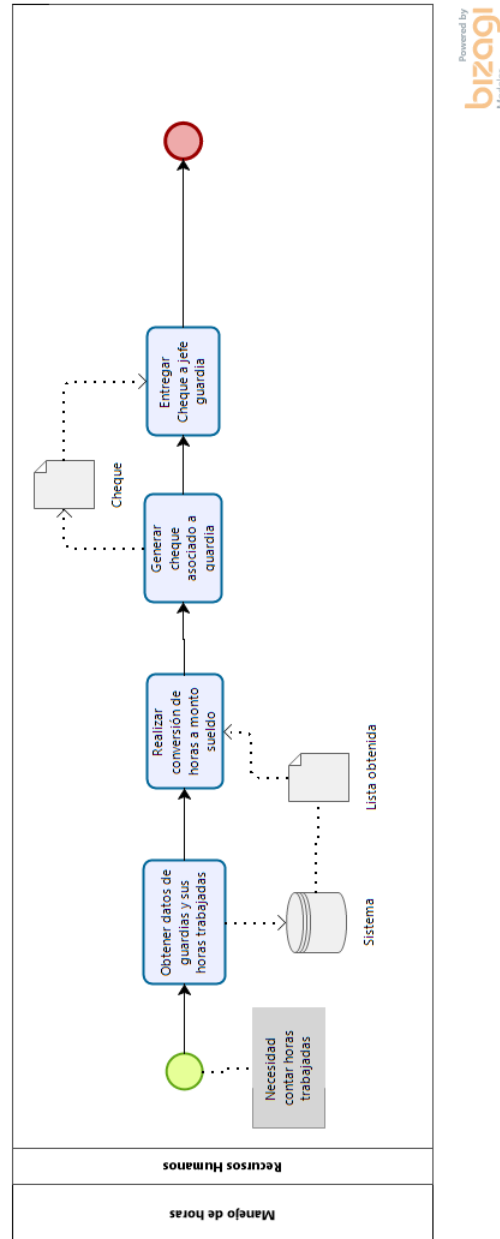 Powered by
bizagi
Modeler
Manejo de horas
Recursos Humanos
Necesidad
contar horas
trabajadas
Obtener datos de
guardias y sus
horas trabajadas
Sistema
Lista obtenida
Realizar
conversión de
horas a monto
sueldo
Generar
cheque
asociado a
guardia
Cheque
Entregar
Cheque a jefe
guardia